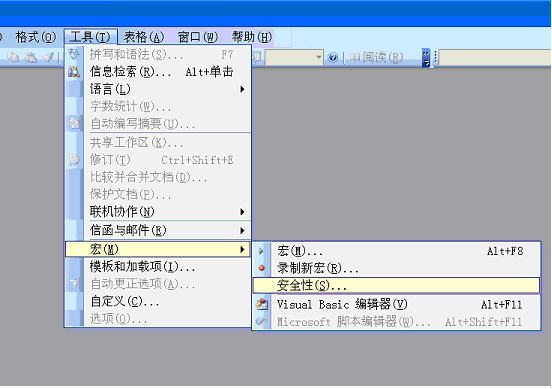 格式(O) 工具(T) 表格(A) 窗口(W) 帮助(H)
拼写和语法(S)... F7
阅读(R)
信息检索(R)... Alt+单击
语言(L)
字数统计(W)...
自动编写摘要(U)...
共享工作区(K)...
修订(T) Ctrl+Shift+E
比较并合并文档(D)...
保护文档(P)...
联机协作(N)
信函与邮件(E)
宏(M)
模板和加载项(I)...
自动更正选项(A)...
自定义(C)...
选项(O)...
宏(M)... Alt+F8
录制新宏(R)...
安全性(S)...
Visual Basic 编辑器(V) Alt+F11
Microsoft 脚本编辑器(W)... Alt+Shift+F11